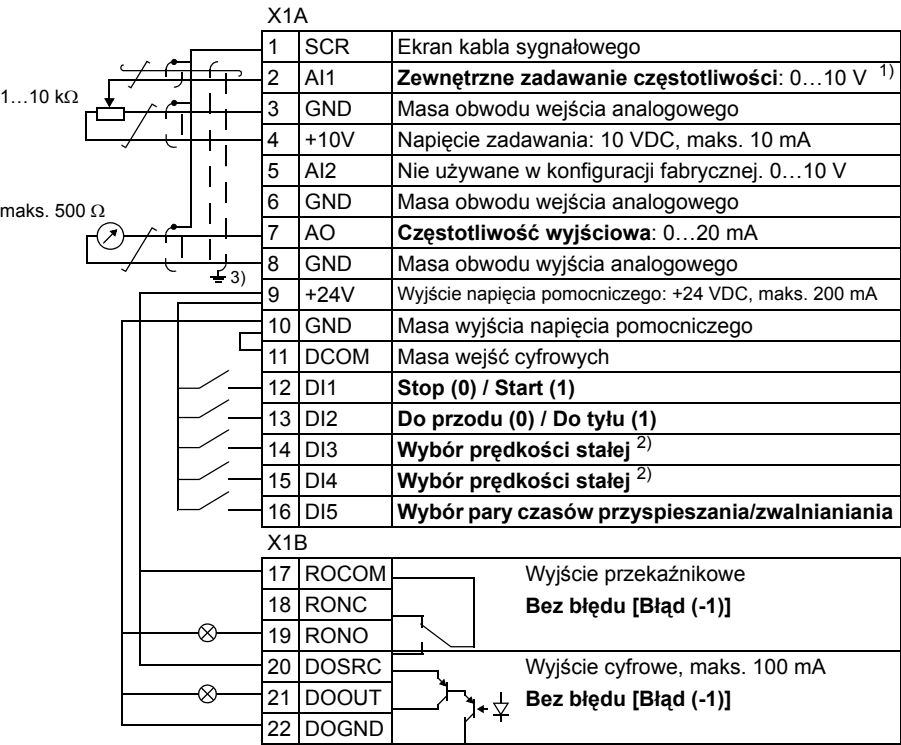 X1A
1 SCR Ekran kabla sygnałowego
2 AI1 Zewnętrzne zadawanie częstotliwości: 0…10 V 1)
1…10 kΩ
3 GND Masa obwodu wejścia analogowego
4 +10V Napięcie zadawania: 10 VDC, maks. 10 mA
5 AI2 Nie używane w konfiguracji fabrycznej. 0…10 V
6 GND Masa obwodu wejścia analogowego
maks. 500 Ω
7 AO Częstotliwość wyjściowa: 0…20 mA
8 GND Masa obwodu wyjścia analogowego
3)
9 +24V Wyjście napięcia pomocniczego: +24 VDC, maks. 200 mA
10 GND Masa wyjścia napięcia pomocniczego
11 DCOM Masa wejść cyfrowych
12 DI1 Stop (0) / Start (1)
13 DI2 Do przodu (0) / Do tyłu (1)
14 DI3 Wybór prędkości stałej 2)
15 DI4 Wybór prędkości stałej 2)
16 DI5 Wybór pary czasów przyspieszania/zwalnianiania
X1B
17 ROCOM Wyjście przekaźnikowe
18 RONC Bez błędu [Błąd (-1)]
19 RONO
20 DOSRC Wyjście cyfrowe, maks. 100 mA
21 DOOUT Bez błędu [Błąd (-1)]
22 DOGND